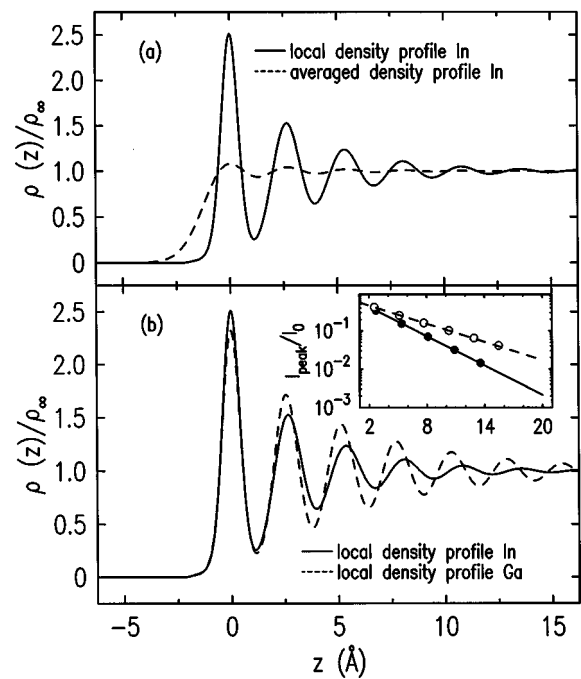 2.5
2.0
1.5
1.0
0.5
0
ρ (z)/ρ∞
(a)
local density profile In
averaged density profile In
2.5
2.0
1.5
1.0
0.5
0
ρ (z)/ρ∞
(b)
I_peak/I_0
10^-1
10^-2
10^-3
2 8 14 20
local density profile In
local density profile Ga
-5 0 5 10 15
z (Å)